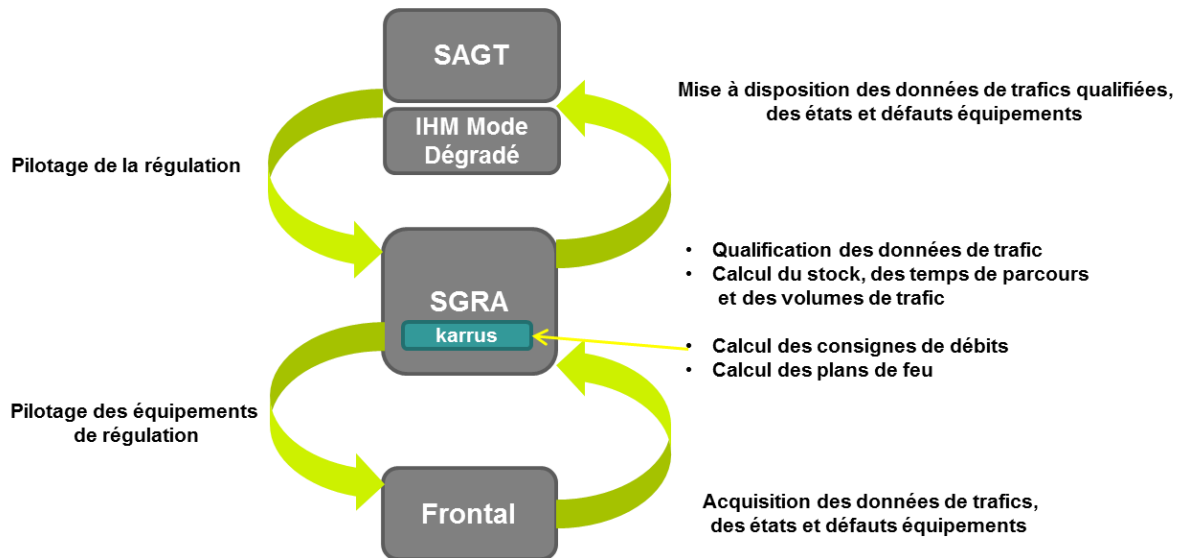 SAGT
IHM Mode
Dégradé
Mise à disposition des données de trafics qualifiées,
des états et défauts équipements
Pilotage de la régulation
SGRA
karrus
• Qualification des données de trafic
• Calcul du stock, des temps de parcours
et des volumes de trafic
• Calcul des consignes de débits
• Calcul des plans de feu
Pilotage des équipements
de régulation
Frontal
Acquisition des données de trafics,
des états et défauts équipements